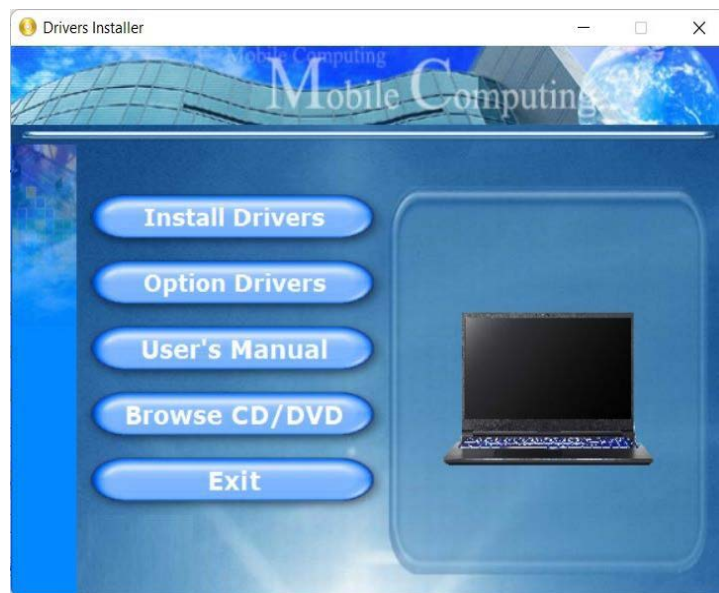 Drivers Installer
Mobile Computing
Mobile Computing
Install Drivers
Option Drivers
User's Manual
Browse CD/DVD
Exit